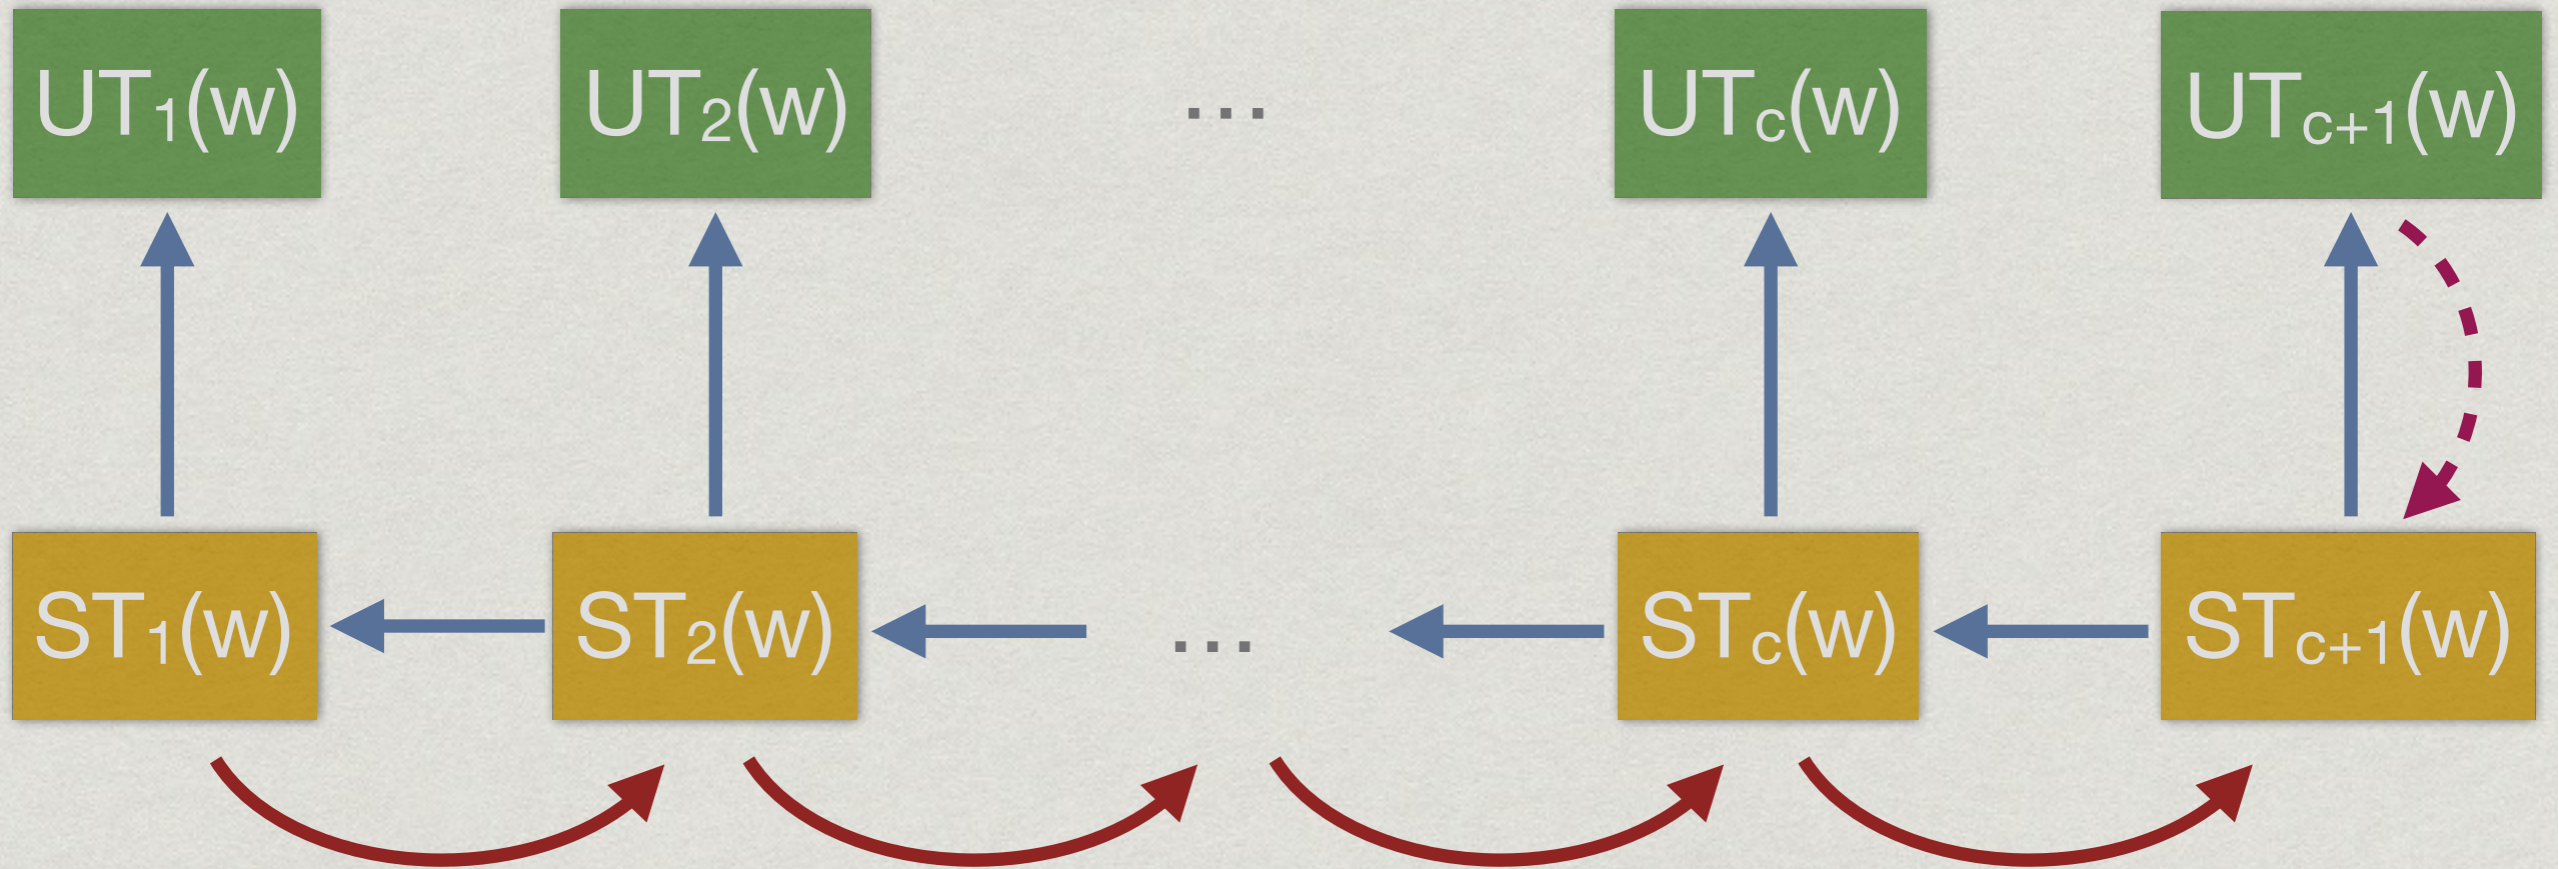 UT₁(w) UT₂(w) ... UT𝒸(w) UT𝒸₊₁(w)
ST₁(w) ST₂(w) ... ST𝒸(w) ST𝒸₊₁(w)